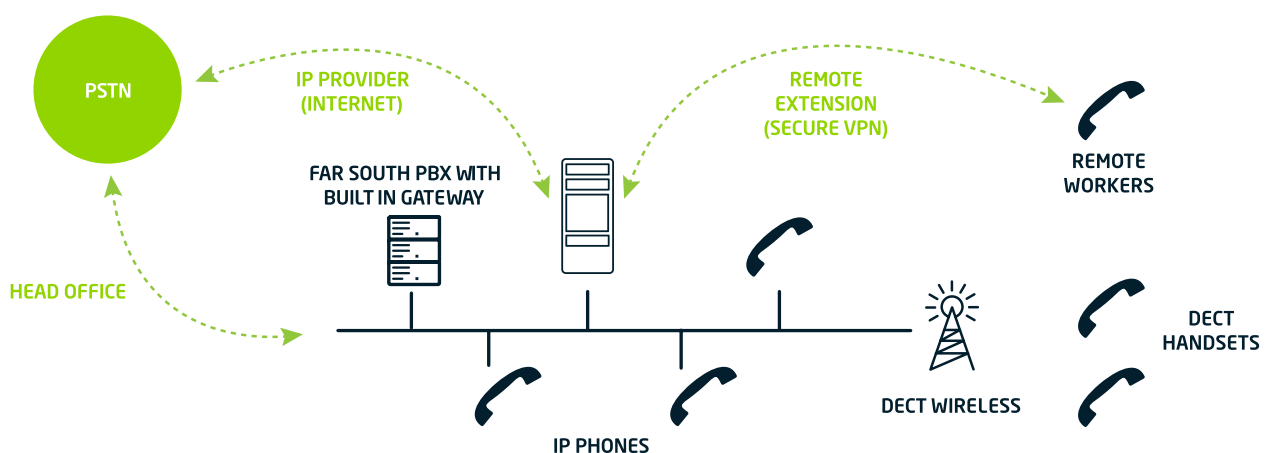 PSTN
IP PROVIDER
(INTERNET)
REMOTE
EXTENSION
(SECURE VPN)
REMOTE
WORKERS
FAR SOUTH PBX WITH
BUILT IN GATEWAY
HEAD OFFICE
DECT
HANDSETS
DECT WIRELESS
IP PHONES